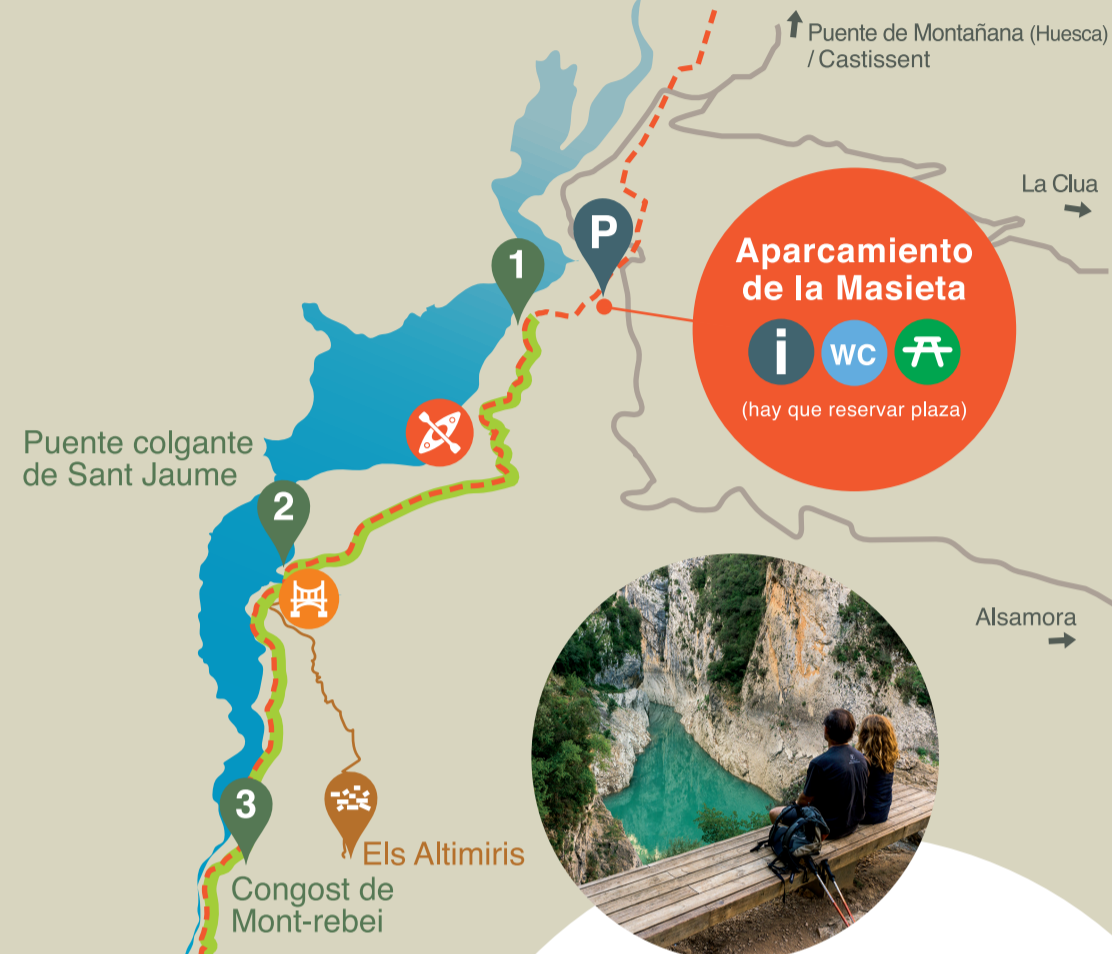 Puente de Montañana (Huesca)
/ Castissent
La Clua
P
1
Aparcamiento
de la Masieta
i
WC
(hay que reservar plaza)
Puente colgante
de Sant Jaume
2
Alsamora
3
Els Altimiris
Congost de
Mont-rebei